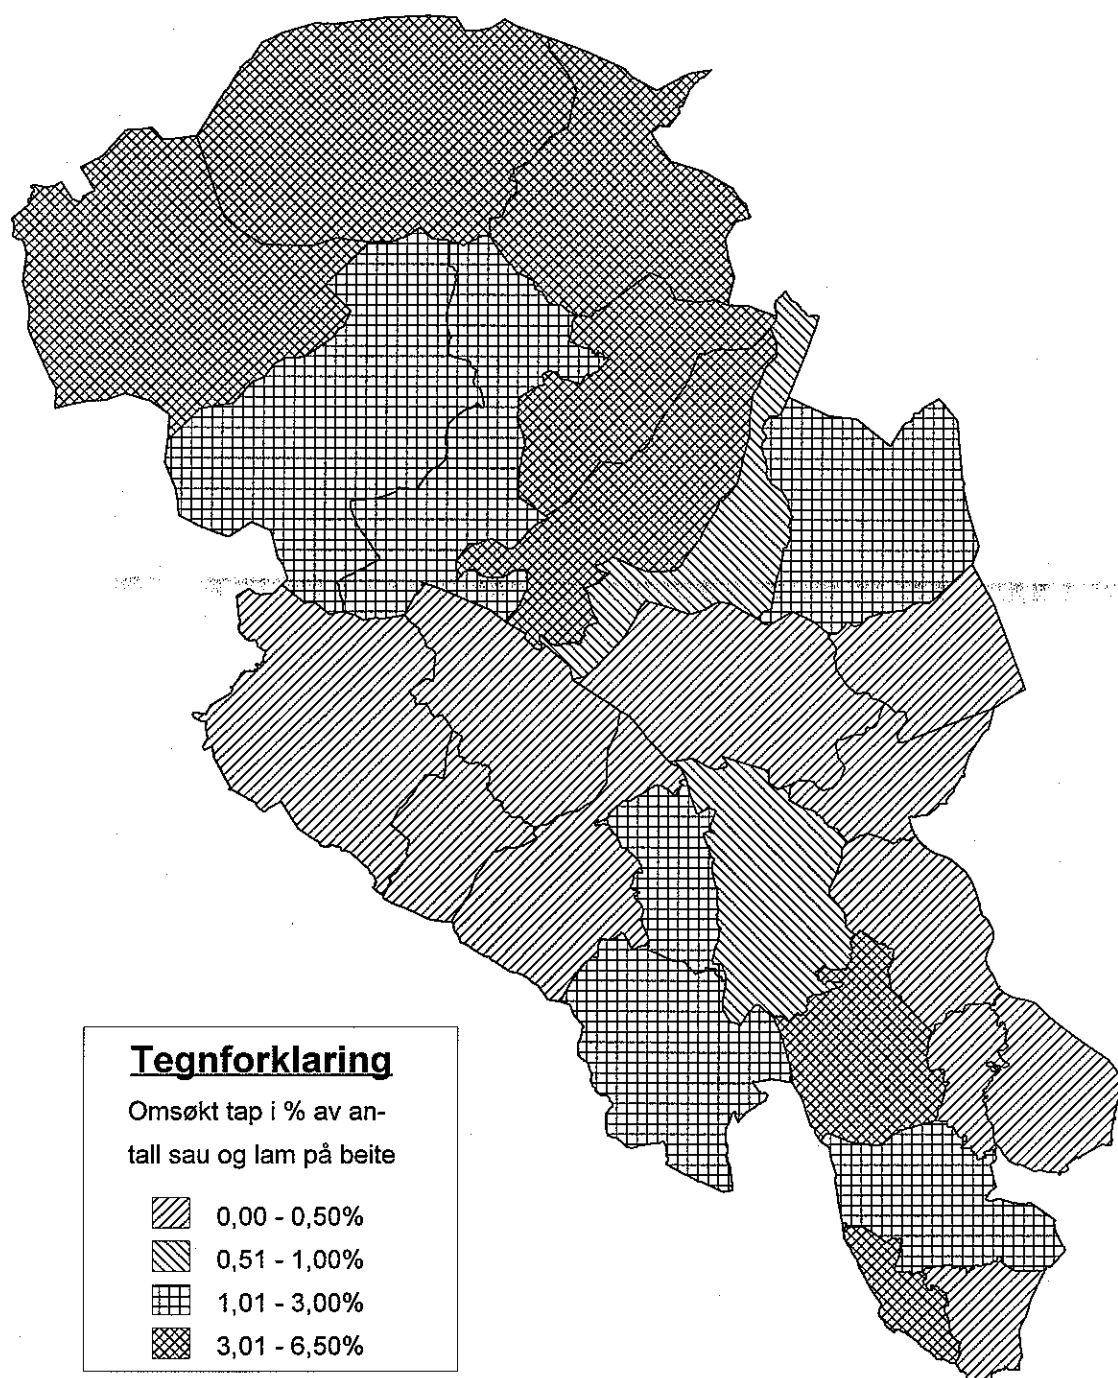 Tegnforklaring
Omsøkt tap i % av an-
tall sau og lam på beite
0,00 - 0,50%
0,51 - 1,00%
1,01 - 3,00%
3,01 - 6,50%